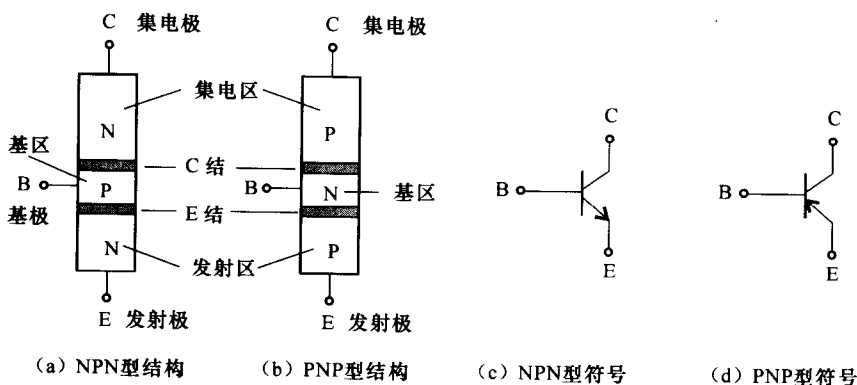 C 集电极
C 集电极
集电区
N
P
基区
C 结
B
P
B
N
基区
基极
E 结
N
发射区
P
E 发射极
E 发射极
C
B
E
C
B
E
(a) NPN型结构
(b) PNP型结构
(c) NPN型符号
(d) PNP型符号